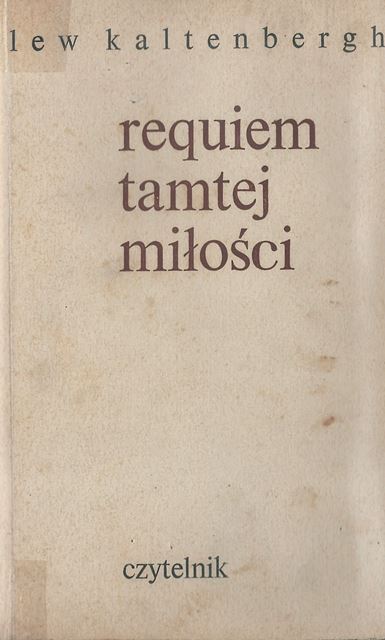 lew kaltenbergh
requiem
tamtej
miłości
czytelnik